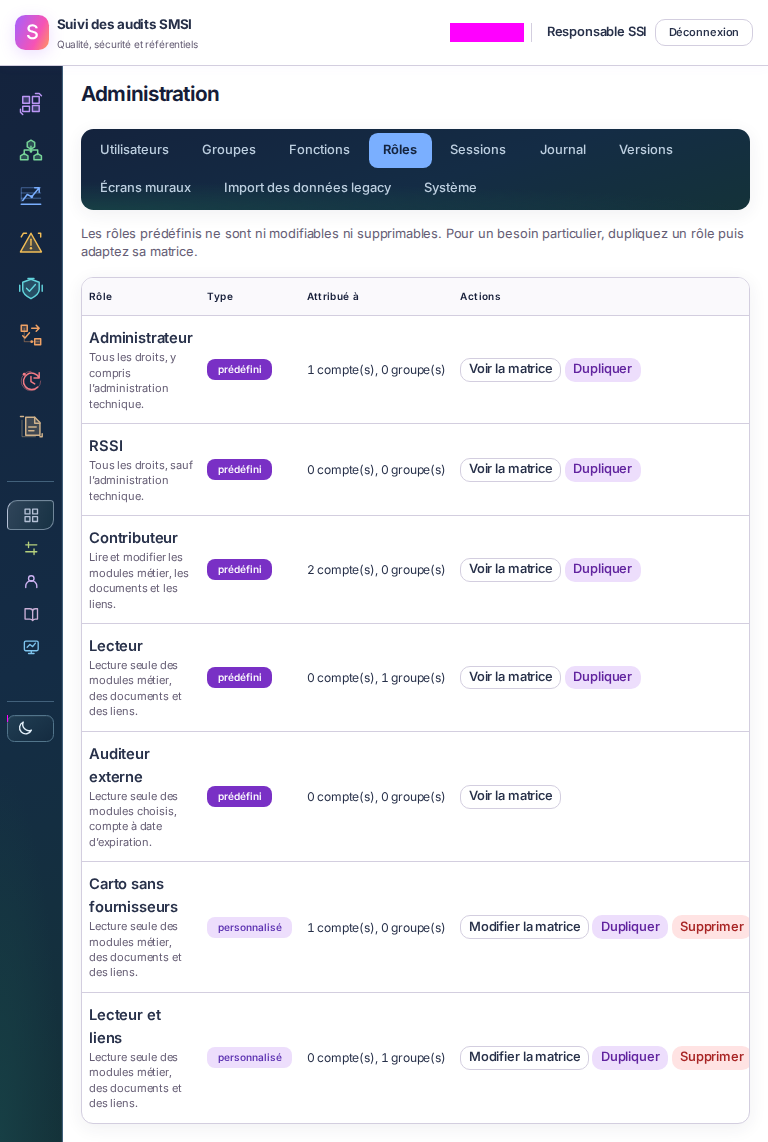 S
Suivi des audits SMSI
Qualité, sécurité et référentiels
Responsable SSI
Déconnexion
Administration
Utilisateurs
Groupes
Fonctions
Rôles
Sessions
Journal
Versions
Écrans muraux
Import des données legacy
Système
Les rôles prédéfinis ne sont ni modifiables ni supprimables. Pour un besoin particulier, dupliquez un rôle puis
adaptez sa matrice.
Rôle
Type
Attribué à
Actions
Administrateur
Tous les droits, y
compris
l’administration
technique.
prédéfini
1 compte(s), 0 groupe(s)
Voir la matrice
Dupliquer
RSSI
Tous les droits, sauf
l’administration
technique.
prédéfini
0 compte(s), 0 groupe(s)
Voir la matrice
Dupliquer
Contributeur
Lire et modifier les
modules métier, les
documents et les
liens.
prédéfini
2 compte(s), 0 groupe(s)
Voir la matrice
Dupliquer
Lecteur
Lecture seule des
modules métier,
des documents et
des liens.
prédéfini
0 compte(s), 1 groupe(s)
Voir la matrice
Dupliquer
Auditeur
externe
Lecture seule des
modules choisis,
compte à date
d’expiration.
prédéfini
0 compte(s), 0 groupe(s)
Voir la matrice
Carto sans
fournisseurs
Lecture seule des
modules métier,
des documents et
des liens.
personnalisé
1 compte(s), 0 groupe(s)
Modifier la matrice
Dupliquer
Supprimer
Lecteur et
liens
Lecture seule des
modules métier,
des documents et
des liens.
personnalisé
0 compte(s), 1 groupe(s)
Modifier la matrice
Dupliquer
Supprimer